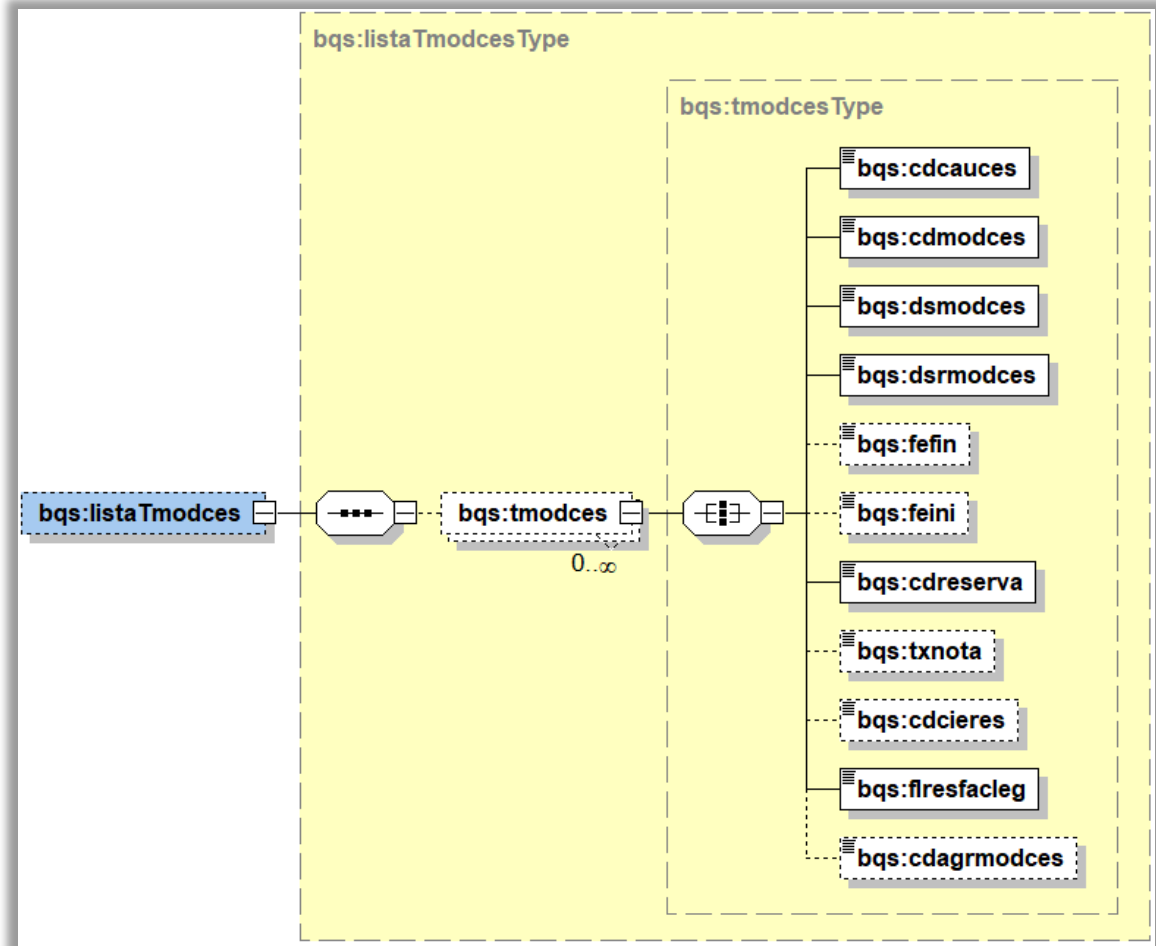 bqs:listaTmodcesType
bqs:tmodcesType
bqs:cdcauces
bqs:cdmodces
bqs:dsmodces
bqs:dsrmodces
bqs:fefin
bqs:listaTmodces
bqs:tmodces
bqs:feini
0..∞
bqs:cdreserva
bqs:txnota
bqs:cdcieres
bqs:flresfacleg
bqs:cdagrmodces